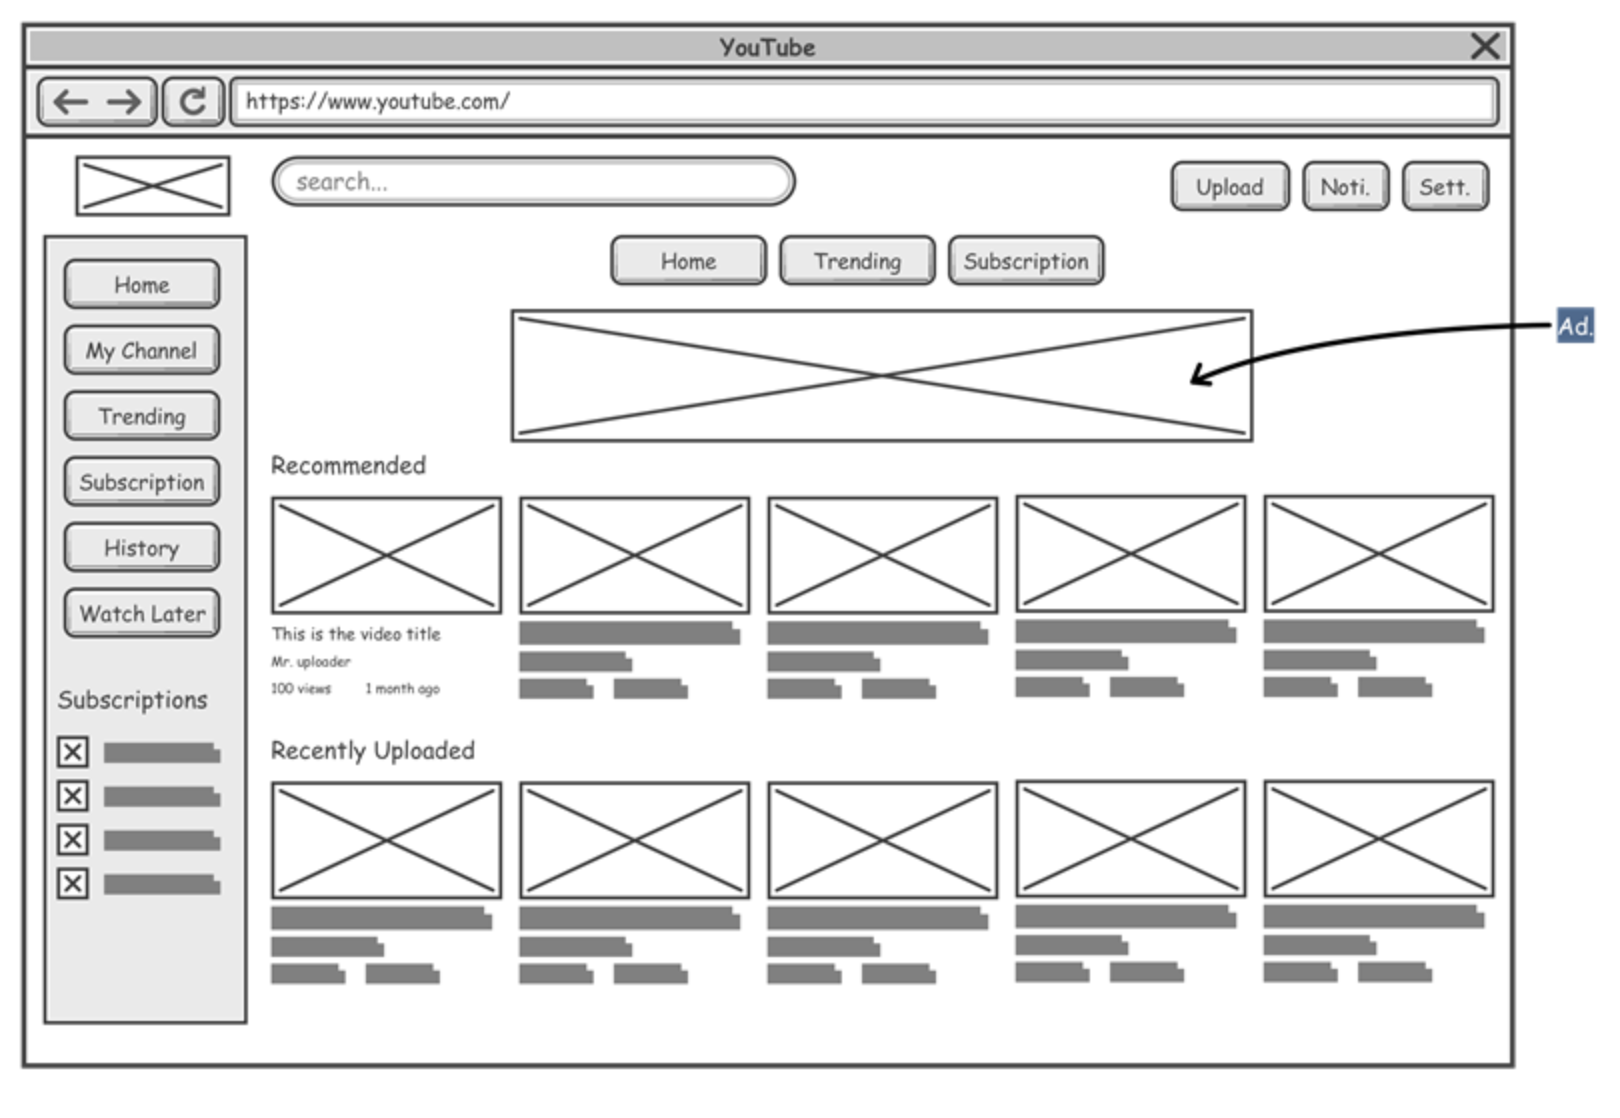 YouTube
https://www.youtube.com/
search...
Upload
Noti.
Sett.
Home
Trending
Subscription
Ad.
Home
My Channel
Trending
Subscription
History
Watch Later
Subscriptions
Recommended
This is the video title
Mr. uploader
100 views 1 month ago
Recently Uploaded